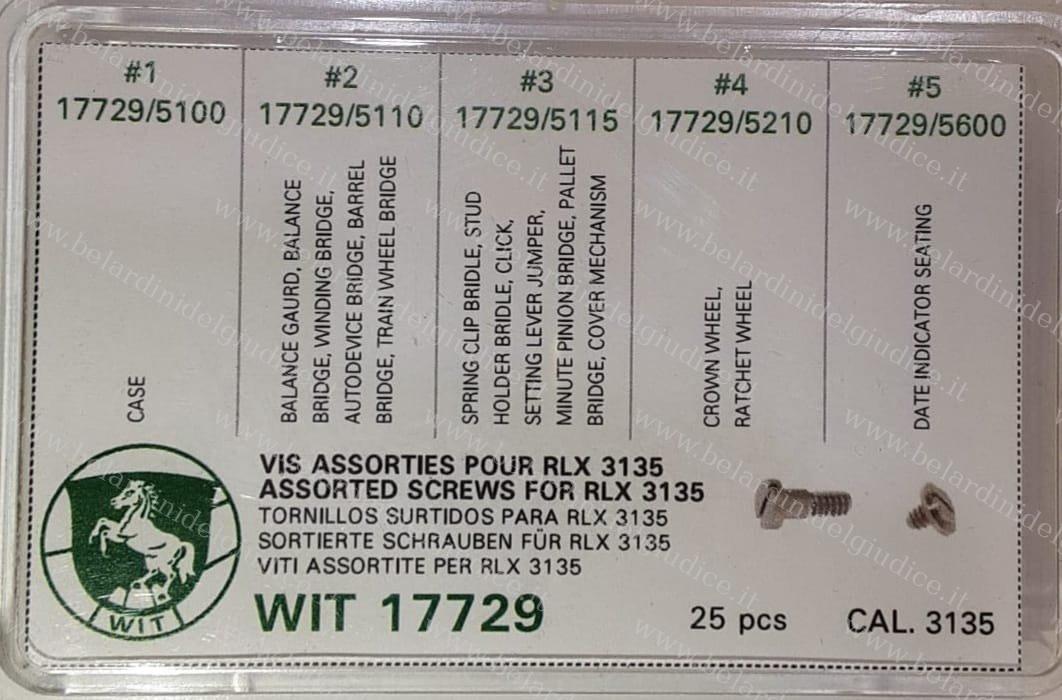 #1
17729/5100
CASE
#2
17729/5110
BALANCE GAURD, BALANCE
BRIDGE, WINDING BRIDGE,
AUTODEVICE BRIDGE, BARREL
BRIDGE, TRAIN WHEEL BRIDGE
#3
17729/5115
SPRING CLIP BRIDLE, STUD
HOLDER BRIDLE, CLICK,
SETTING LEVER JUMPER,
MINUTE PINION BRIDGE, PALLET
BRIDGE, COVER MECHANISM
#4
17729/5210
CROWN WHEEL,
RATCHET WHEEL
#5
17729/5600
DATE INDICATOR SEATING
WIT
VIS ASSORTIES POUR RLX 3135
ASSORTED SCREWS FOR RLX 3135
TORNILLOS SURTIDOS PARA RLX 3135
SORTIERTE SCHRAUBEN FÜR RLX 3135
VITI ASSORTITE PER RLX 3135
WIT 17729
25 pcs
CAL. 3135
www.belardinidelgiudice.it